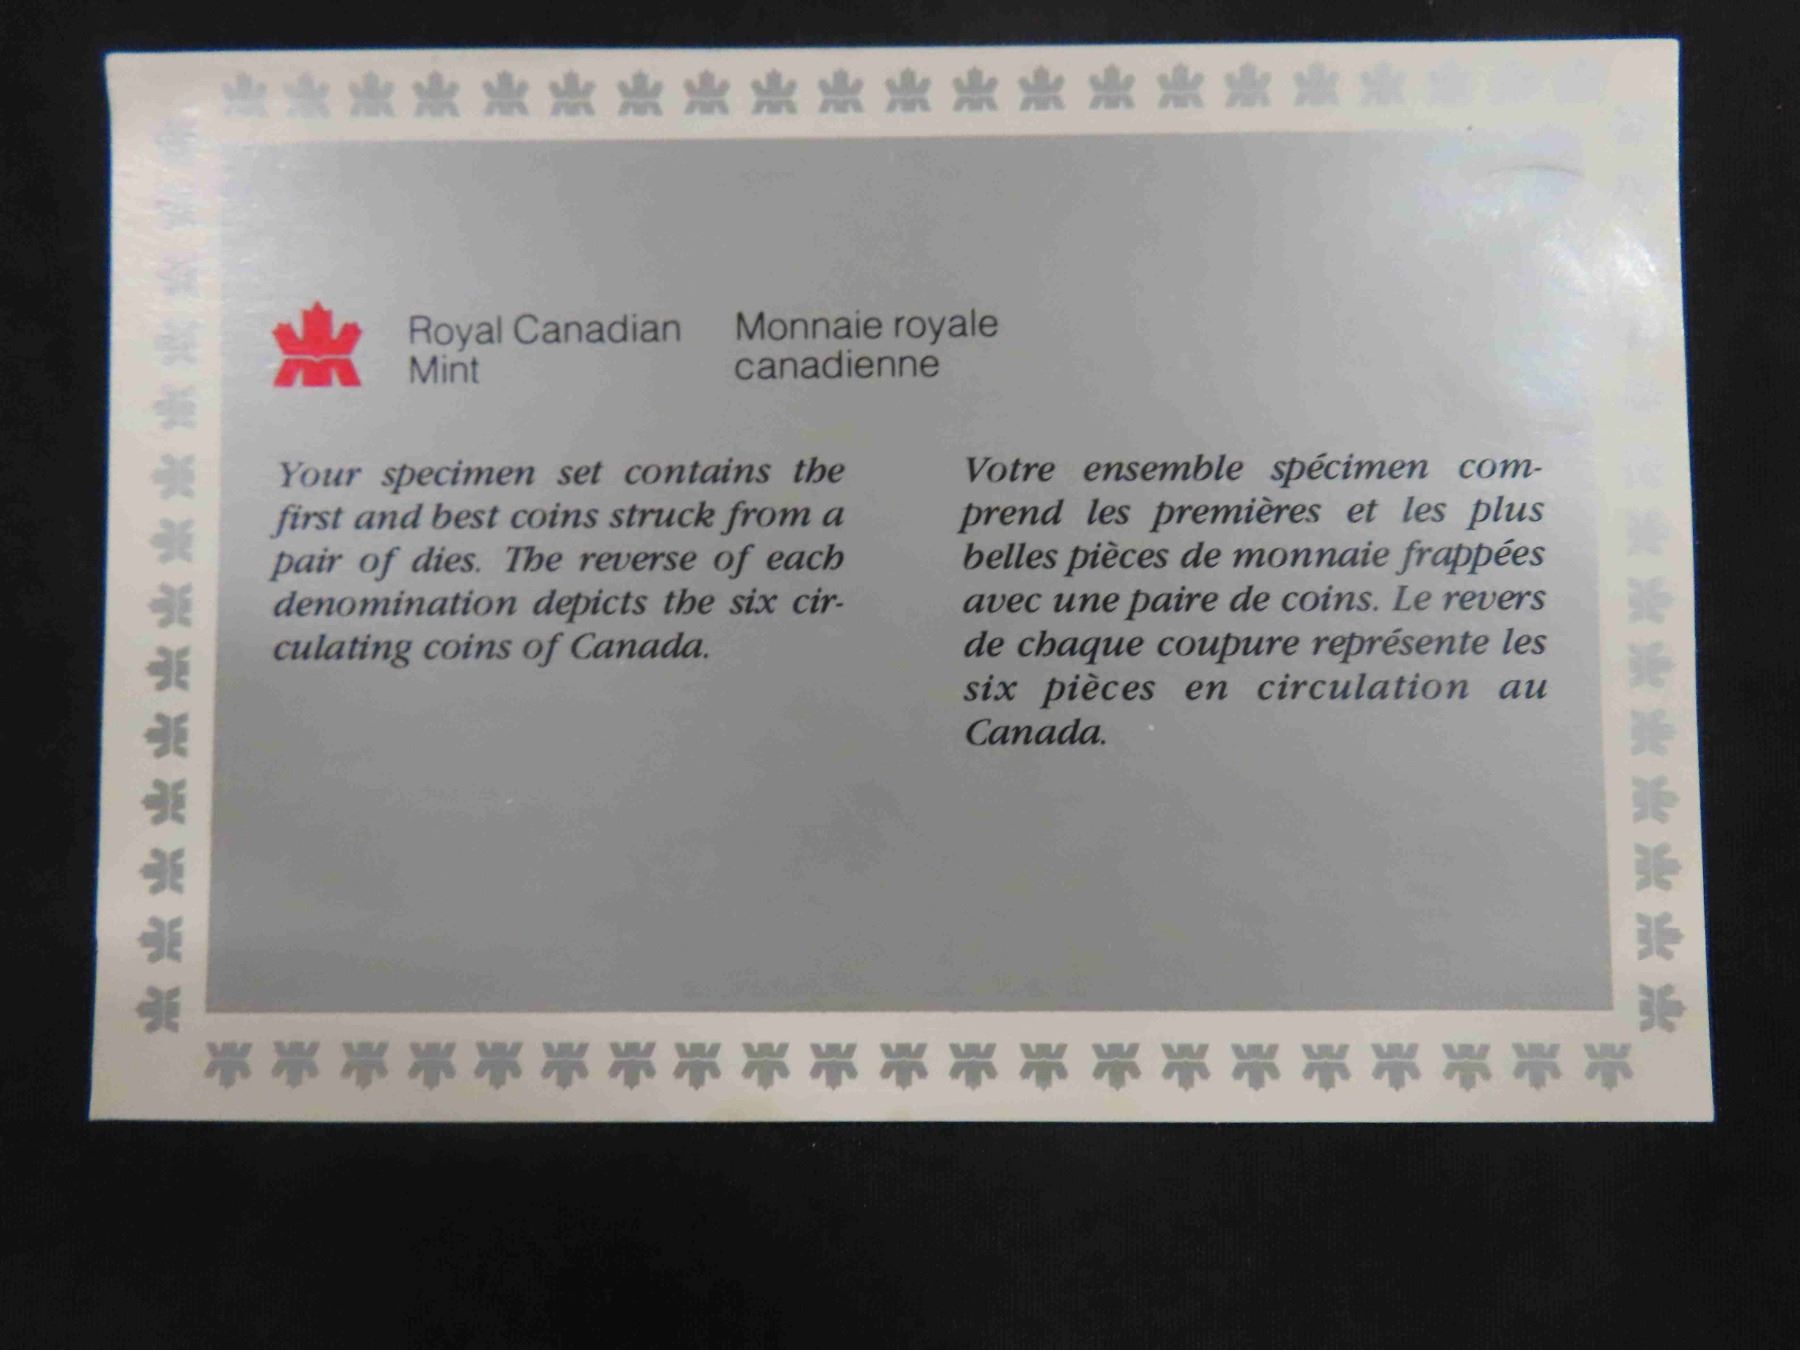 Royal Canadian
Mint
Monnaie royale
canadienne
Your specimen set contains the
first and best coins struck from a
pair of dies. The reverse of each
denomination depicts the six cir-
culating coins of Canada.
Votre ensemble spécimen com-
prend les premières et les plus
belles pièces de monnaie frappées
avec une paire de coins. Le revers
de chaque coupure représente les
six pièces en circulation au
Canada.